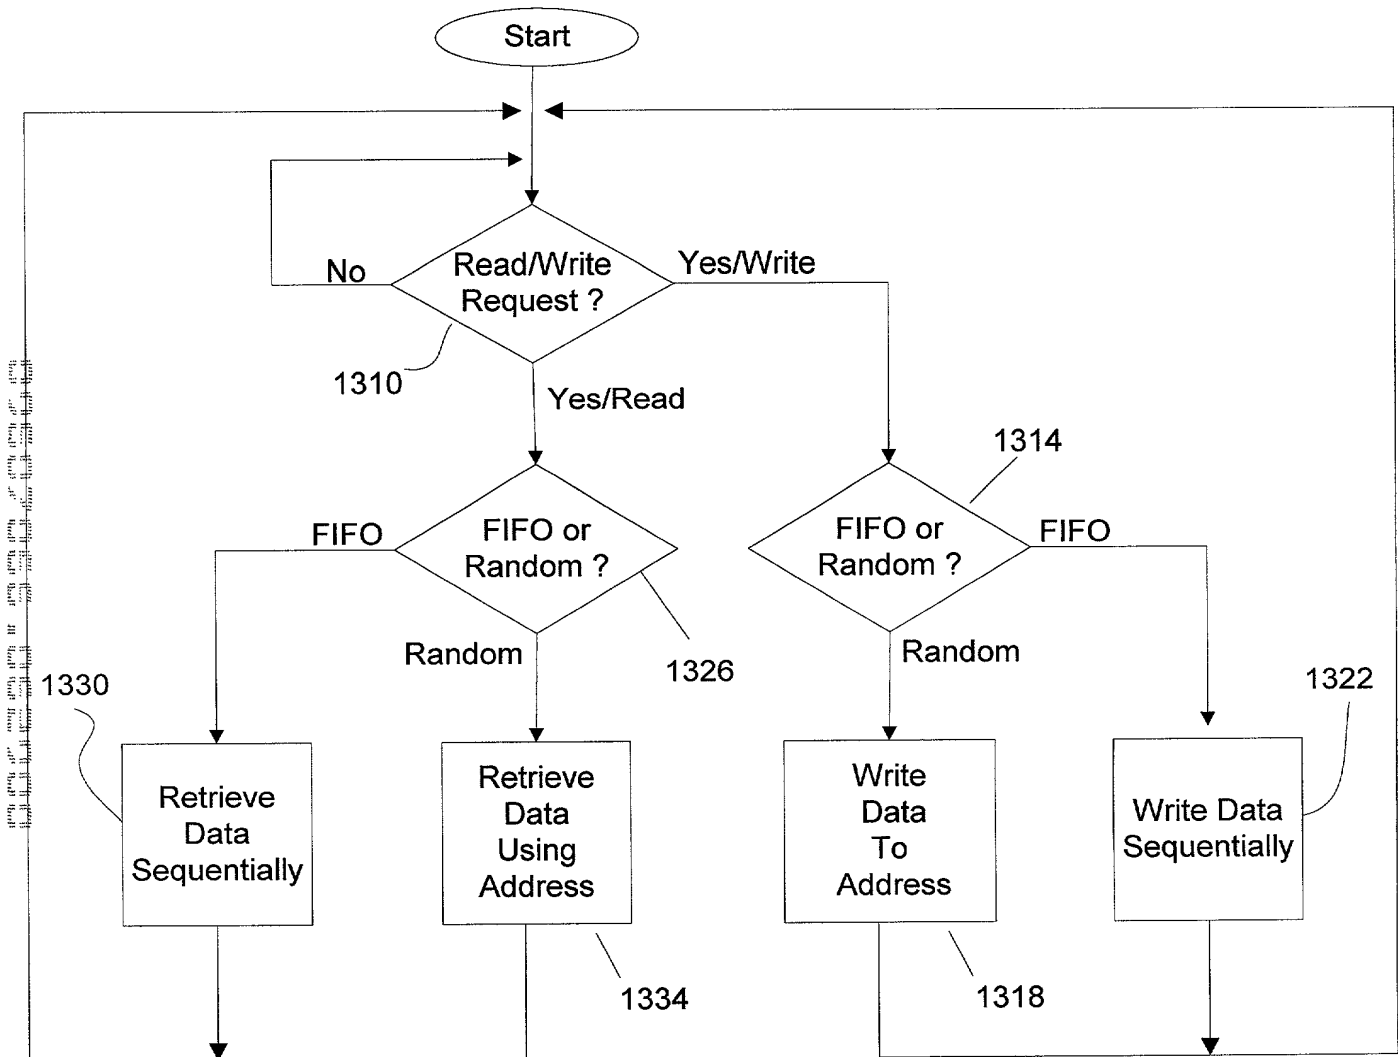 Start
No
Read/Write
Request ?
Yes/Write
1310
Yes/Read
1314
FIFO
FIFO or
Random ?
FIFO or
Random ?
FIFO
Random
1326
Random
1330
1322
Retrieve
Data
Sequentially
Retrieve
Data
Using
Address
Write
Data
To
Address
Write Data
Sequentially
1334
1318